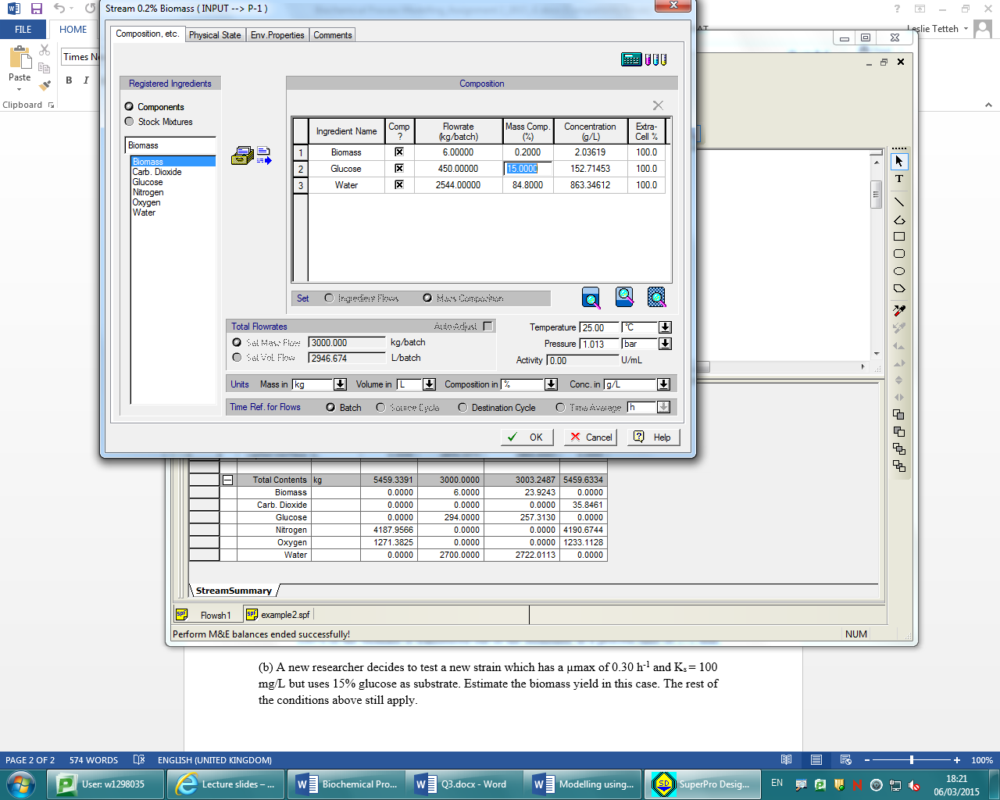 Stream 0.2% Biomass ( INPUT --> P-1 )
FILE
HOME
Leslie Tetteh
Times N
Paste
B I
Clipboard
Composition, etc.
Physical State
Env.Properties
Comments
Registered Ingredients
Components
Stock Mixtures
Biomass
Biomass
Carb. Dioxide
Glucose
Nitrogen
Oxygen
Water
Composition
Ingredient Name Comp ? Flowrate (kg/batch) Mass Comp. (%) Concentration (g/L) Extra-Cell %
1 Biomass 6.00000 0.2000 2.03619 100.0
2 Glucose 450.00000 15.0000 152.71453 100.0
3 Water 2544.00000 84.8000 863.34612 100.0
Set Ingredient Flows Mass Composition
Total Flowrates Auto-Adjust
Set Mass Flow 3000.000 kg/batch
Set Vol. Flow 2946.674 L/batch
Temperature 25.00 °C
Pressure 1.013 bar
Activity 0.00 U/mL
Units Mass in kg Volume in L Composition in % Conc. in g/L
Time Ref. for Flows Batch Source Cycle Destination Cycle Time Average h
OK Cancel Help
T
Total Contents kg 5459.3391 3000.0000 3003.2487 5459.6334
Biomass 0.0000 6.0000 23.9243 0.0000
Carb. Dioxide 0.0000 0.0000 0.0000 35.8461
Glucose 0.0000 294.0000 257.3130 0.0000
Nitrogen 4187.9566 0.0000 0.0000 4190.6744
Oxygen 1271.3825 0.0000 0.0000 1233.1128
Water 0.0000 2700.0000 2722.0113 0.0000
StreamSummary
spf Flowsh1
spf example2.spf
Perform M&E balances ended successfully!
NUM
(b) A new researcher decides to test a new strain which has a µmax of 0.30 h-1 and Ks = 100
mg/L but uses 15% glucose as substrate. Estimate the biomass yield in this case. The rest of
the conditions above still apply.
PAGE 2 OF 2 574 WORDS ENGLISH (UNITED KINGDOM)
100%
User: w1298035
Lecture slides – ...
Biochemical Pro...
Q3.docx - Word
Modelling using...
SD
SuperPro Desig...
EN
18:21
06/03/2015